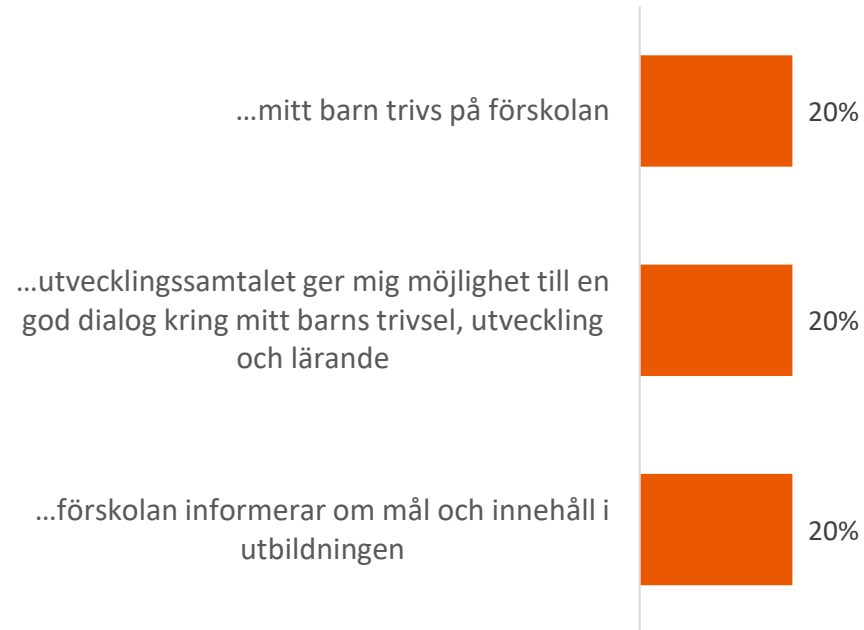 ...mitt barn trivs på förskolan
20%
...utvecklingssamtalet ger mig möjlighet till en
god dialog kring mitt barns trivsel, utveckling
och lärande
20%
...förskolan informerar om mål och innehåll i
utbildningen
20%